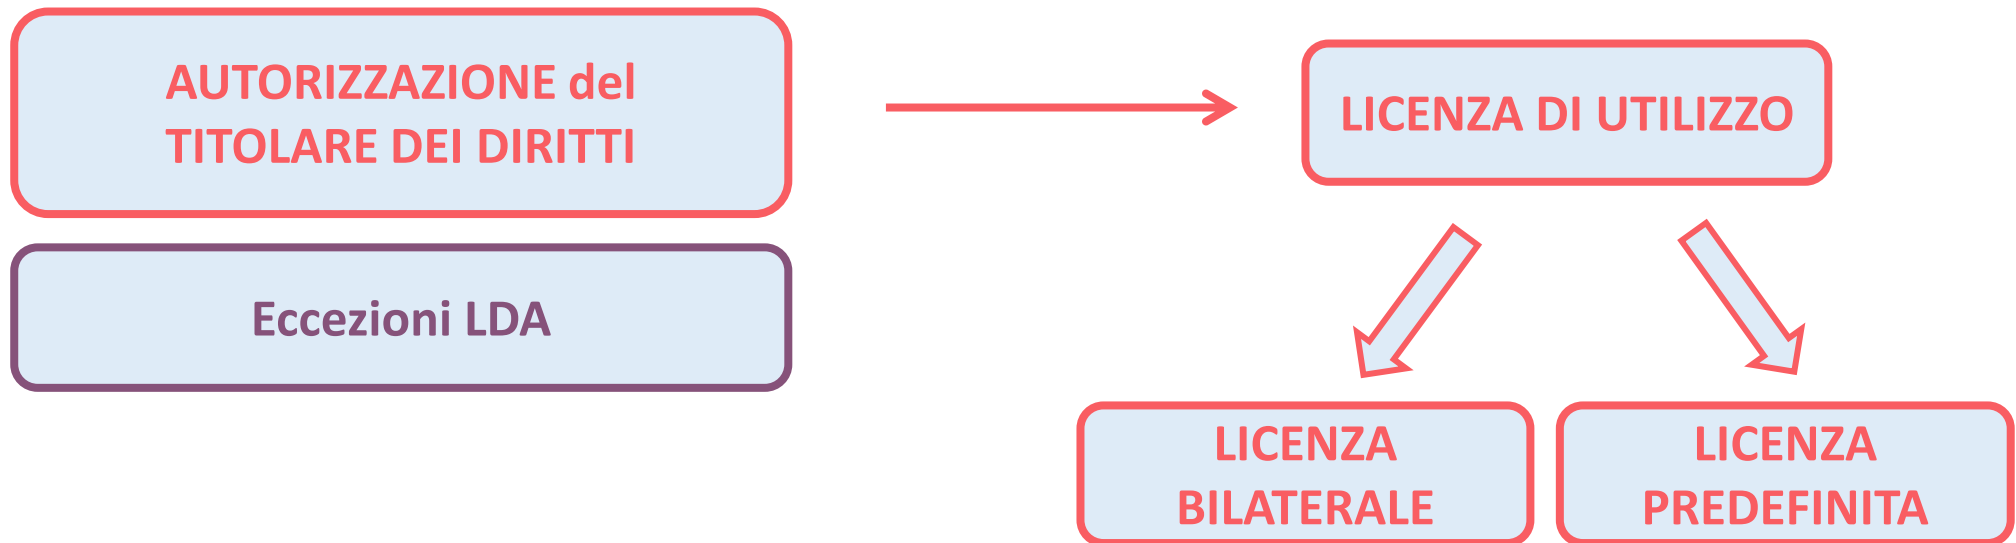 AUTORIZZAZIONE del
TITOLARE DEI DIRITTI
LICENZA DI UTILIZZO
Eccezioni LDA
LICENZA
BILATERALE
LICENZA
PREDEFINITA